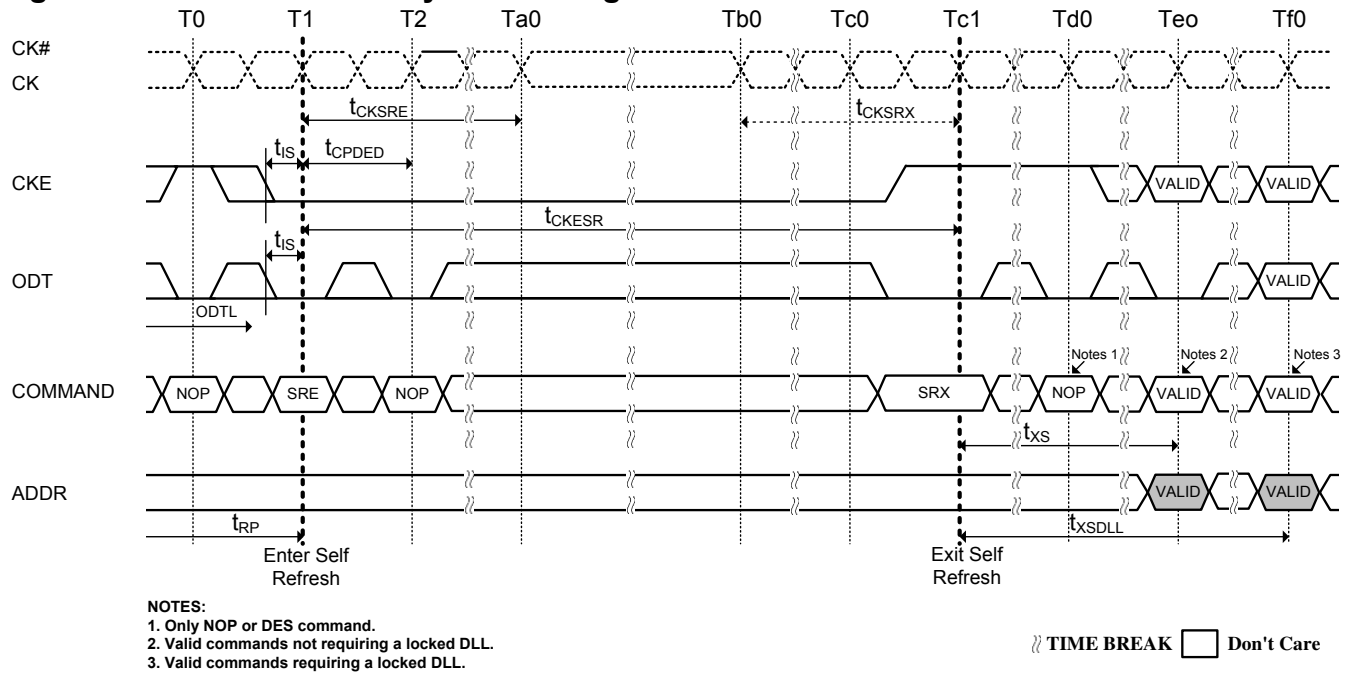 T0 T1 T2 Ta0 Tb0 Tc0 Tc1 Td0 Teo Tf0
CK#
CK
tCKSRE tCKSRX
tIS tCPDED
CKE VALID VALID
tCKESR
tIS
ODT VALID
ODTL
Notes 1 Notes 2 Notes 3
COMMAND NOP SRE NOP SRX NOP VALID VALID
tXS
ADDR VALID VALID
tRP tXSDLL
Enter Self Exit Self
Refresh Refresh
NOTES:
1. Only NOP or DES command.
2. Valid commands not requiring a locked DLL.
3. Valid commands requiring a locked DLL.
TIME BREAK Don't Care